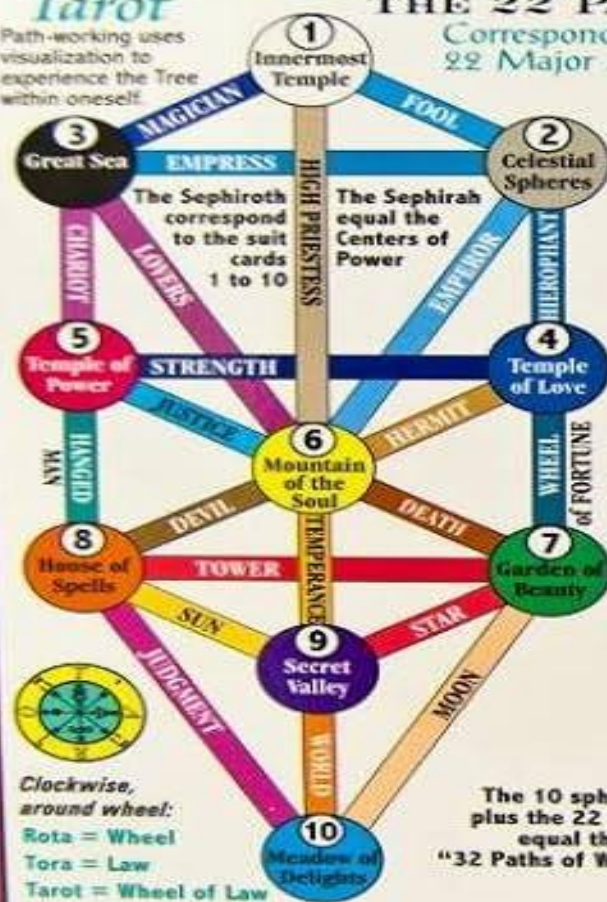 Tarot
THE 22 P
Path-working uses
visualization to
experience the Tree
within oneself.
Correspond
22 Major
1
Innermost
Temple
MAGICIAN
FOOL
3
Great Sea
EMPRESS
2
Celestial
Spheres
HIGH PRIESTESS
The Sephiroth
correspond
to the suit
cards
1 to 10
The Sephirah
equal the
Centers of
Power
CHARIOT
LOVERS
EMPEROR
HIEROPHANT
5
Temple of
Power
STRENGTH
4
Temple
of Love
JUSTICE
HERMIT
6
Mountain
of the
Soul
HANGED
MAN
WHEEL
of FORTUNE
DEVIL
DEATH
8
House of
Spells
TOWER
TEMPERANCE
7
Garden of
Beauty
SUN
STAR
9
Secret
Valley
JUDGMENT
MOON
WORLD
Clockwise,
around wheel:
Rota = Wheel
Tora = Law
Tarot = Wheel of Law
10
Meadow of
Delights
The 10 sph
plus the 22
equal th
"32 Paths of W